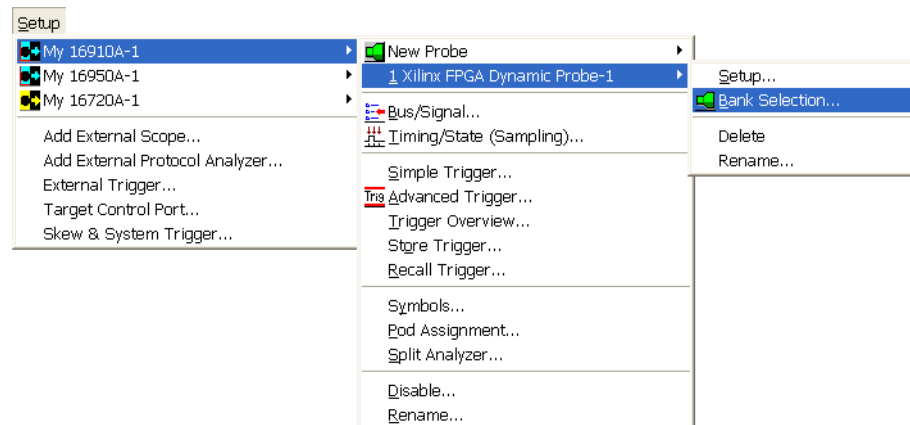 Setup
My 16910A-1
My 16950A-1
My 16720A-1
Add External Scope...
Add External Protocol Analyzer...
External Trigger...
Target Control Port...
Skew & System Trigger...
New Probe
1 Xilinx FPGA Dynamic Probe-1
Bus/Signal...
Timing/State (Sampling)...
Simple Trigger...
Trig Advanced Trigger...
Trigger Overview...
Store Trigger...
Recall Trigger...
Symbols...
Pod Assignment...
Split Analyzer...
Disable...
Rename...
Setup...
Bank Selection...
Delete
Rename...